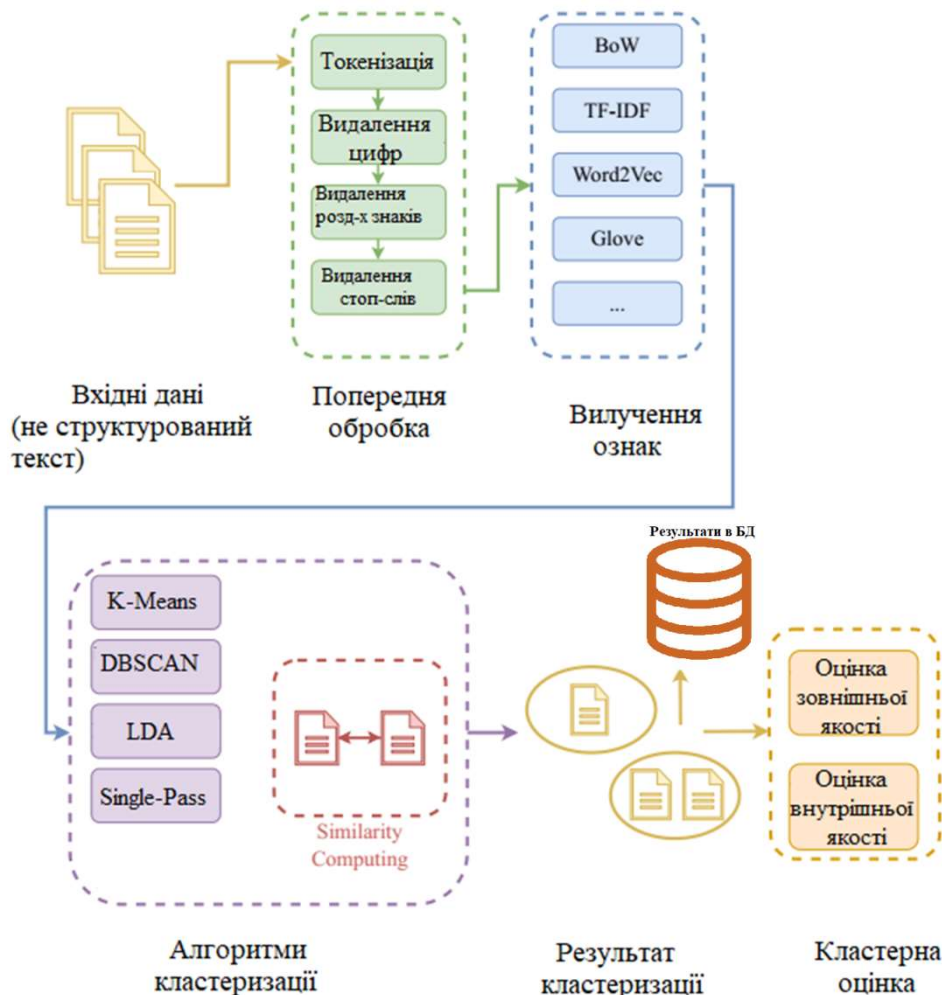 Токенізація
Видалення
цифр
Видалення
розд-х знаків
Видалення
стоп-слів
BoW
TF-IDF
Word2Vec
Glove
...
Вхідні дані
(не структурований
текст)
Попередня
обробка
Вилучення
ознак
K-Means
DBSCAN
LDA
Single-Pass
Similarity
Computing
Результати в БД
Оцінка
зовнішньої
якості
Оцінка
внутрішньої
якості
Алгоритми
кластеризації
Результат
кластеризації
Кластерна
оцінка